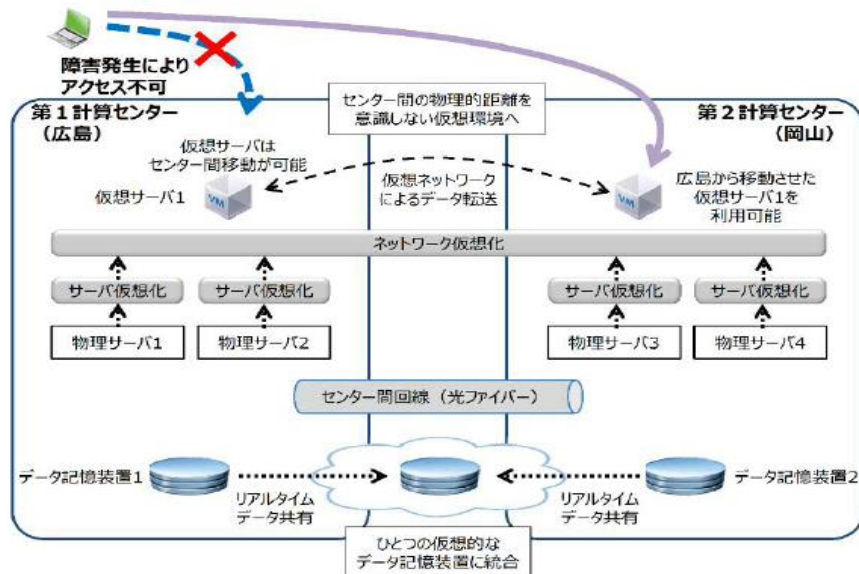 障害発生により
アクセス不可
第1計算センター
(広島)
センター間の物理的距離を
意識しない仮想環境へ
第2計算センター
(岡山)
仮想サーバは
センター間移動が可能
仮想サーバ1
VM
仮想ネットワーク
によるデータ転送
VM
広島から移動させた
仮想サーバ1を
利用可能
ネットワーク仮想化
サーバ仮想化
サーバ仮想化
サーバ仮想化
サーバ仮想化
物理サーバ1
物理サーバ2
物理サーバ3
物理サーバ4
センター間回線(光ファイバー)
データ記憶装置1
データ記憶装置2
リアルタイム
データ共有
リアルタイム
データ共有
ひとつの仮想的な
データ記憶装置に統合